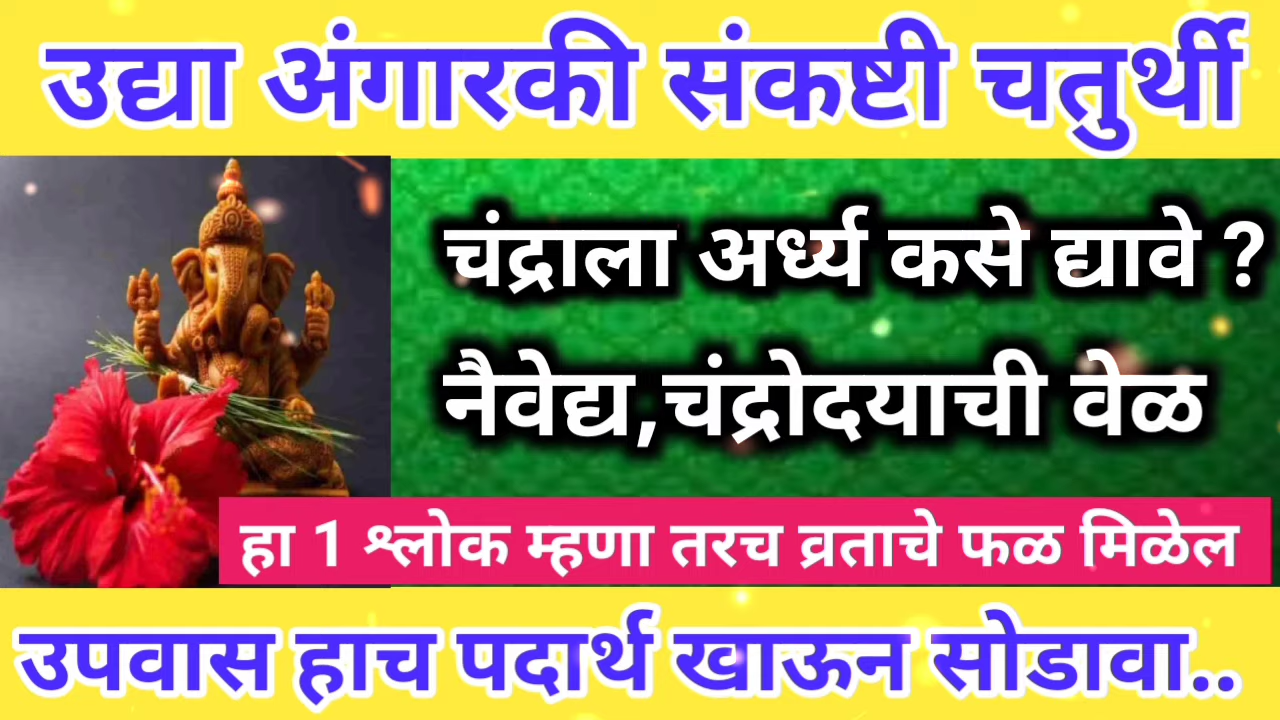 उद्या अंगारकी संकष्टी चतुर्थी
चंद्राला अर्ध्य कसे द्यावे ?
नैवेद्य,चंद्रोदयाची वेळ
हा 1 श्लोक म्हणा तरच व्रताचे फळ मिळेल
उपवास हाच पदार्थ खाऊन सोडावा..